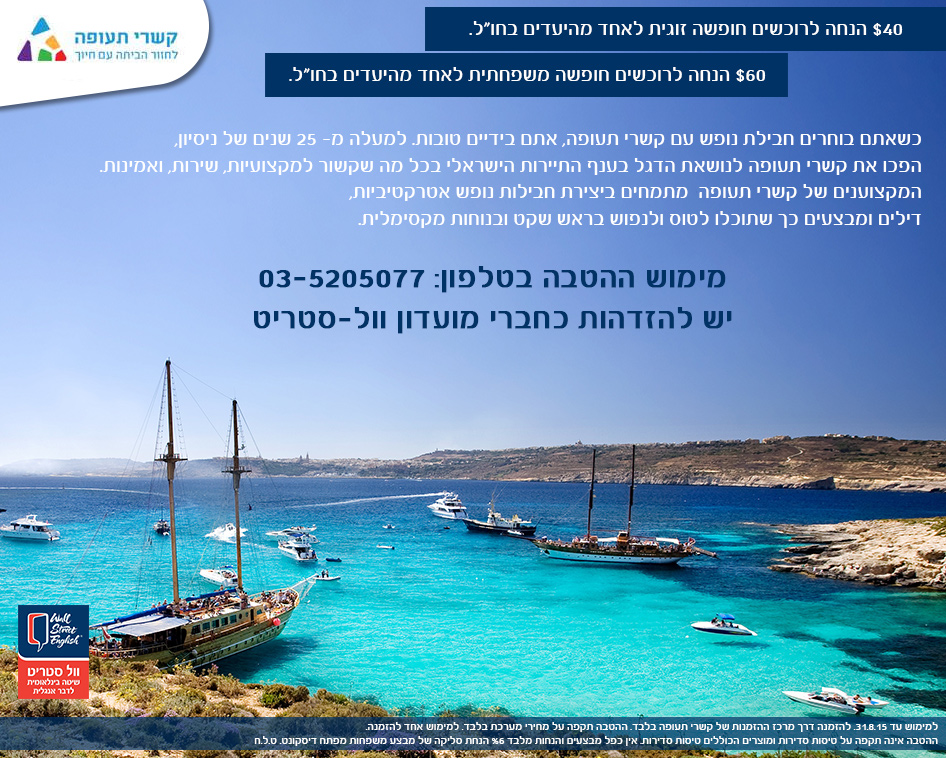 קשרי תעופה
לחזור הביתה עם חיוך
$40 הנחה לרוכשים חופשה זוגית לאחד מהיעדים בחו"ל.
$60 הנחה לרוכשים חופשה משפחתית לאחד מהיעדים בחו"ל.
כשאתם בוחרים חבילת נופש עם קשרי תעופה, אתם בידיים טובות. למעלה מ- 25 שנים של ניסיון,
הפכו את קשרי תעופה לנושאת הדגל בענף התיירות הישראלי בכל מה שקשור למקצועיות, שירות, ואמינות.
המקצוענים של קשרי תעופה מתמחים ביצירת חבילות נופש אטרקטיביות,
דילים ומבצעים כך שתוכלו לטוס ולנפוש בראש שקט ובנוחות מקסימלית.
מימוש ההטבה בטלפון: 03-5205077
יש להזדהות כחברי מועדון וול-סטריט
Wall
Street
English
וול סטריט
שיטה בינלאומית
לדבר אנגלית
למימוש עד 31.8.15. להזמנה דרך מרכז ההזמנות של קשרי תעופה בלבד. ההטבה תקפה על מחירי מערכת בלבד. למימוש אחד להזמנה.
ההטבה אינה תקפה על טיסות סדירות ומוצרים הכוללים טיסות סדירות. אין כפל מבצעים והנחות מלבד 6% הנחת סליקה של מבצע משפחות מפתח דיסקונט. ט.ל.ח